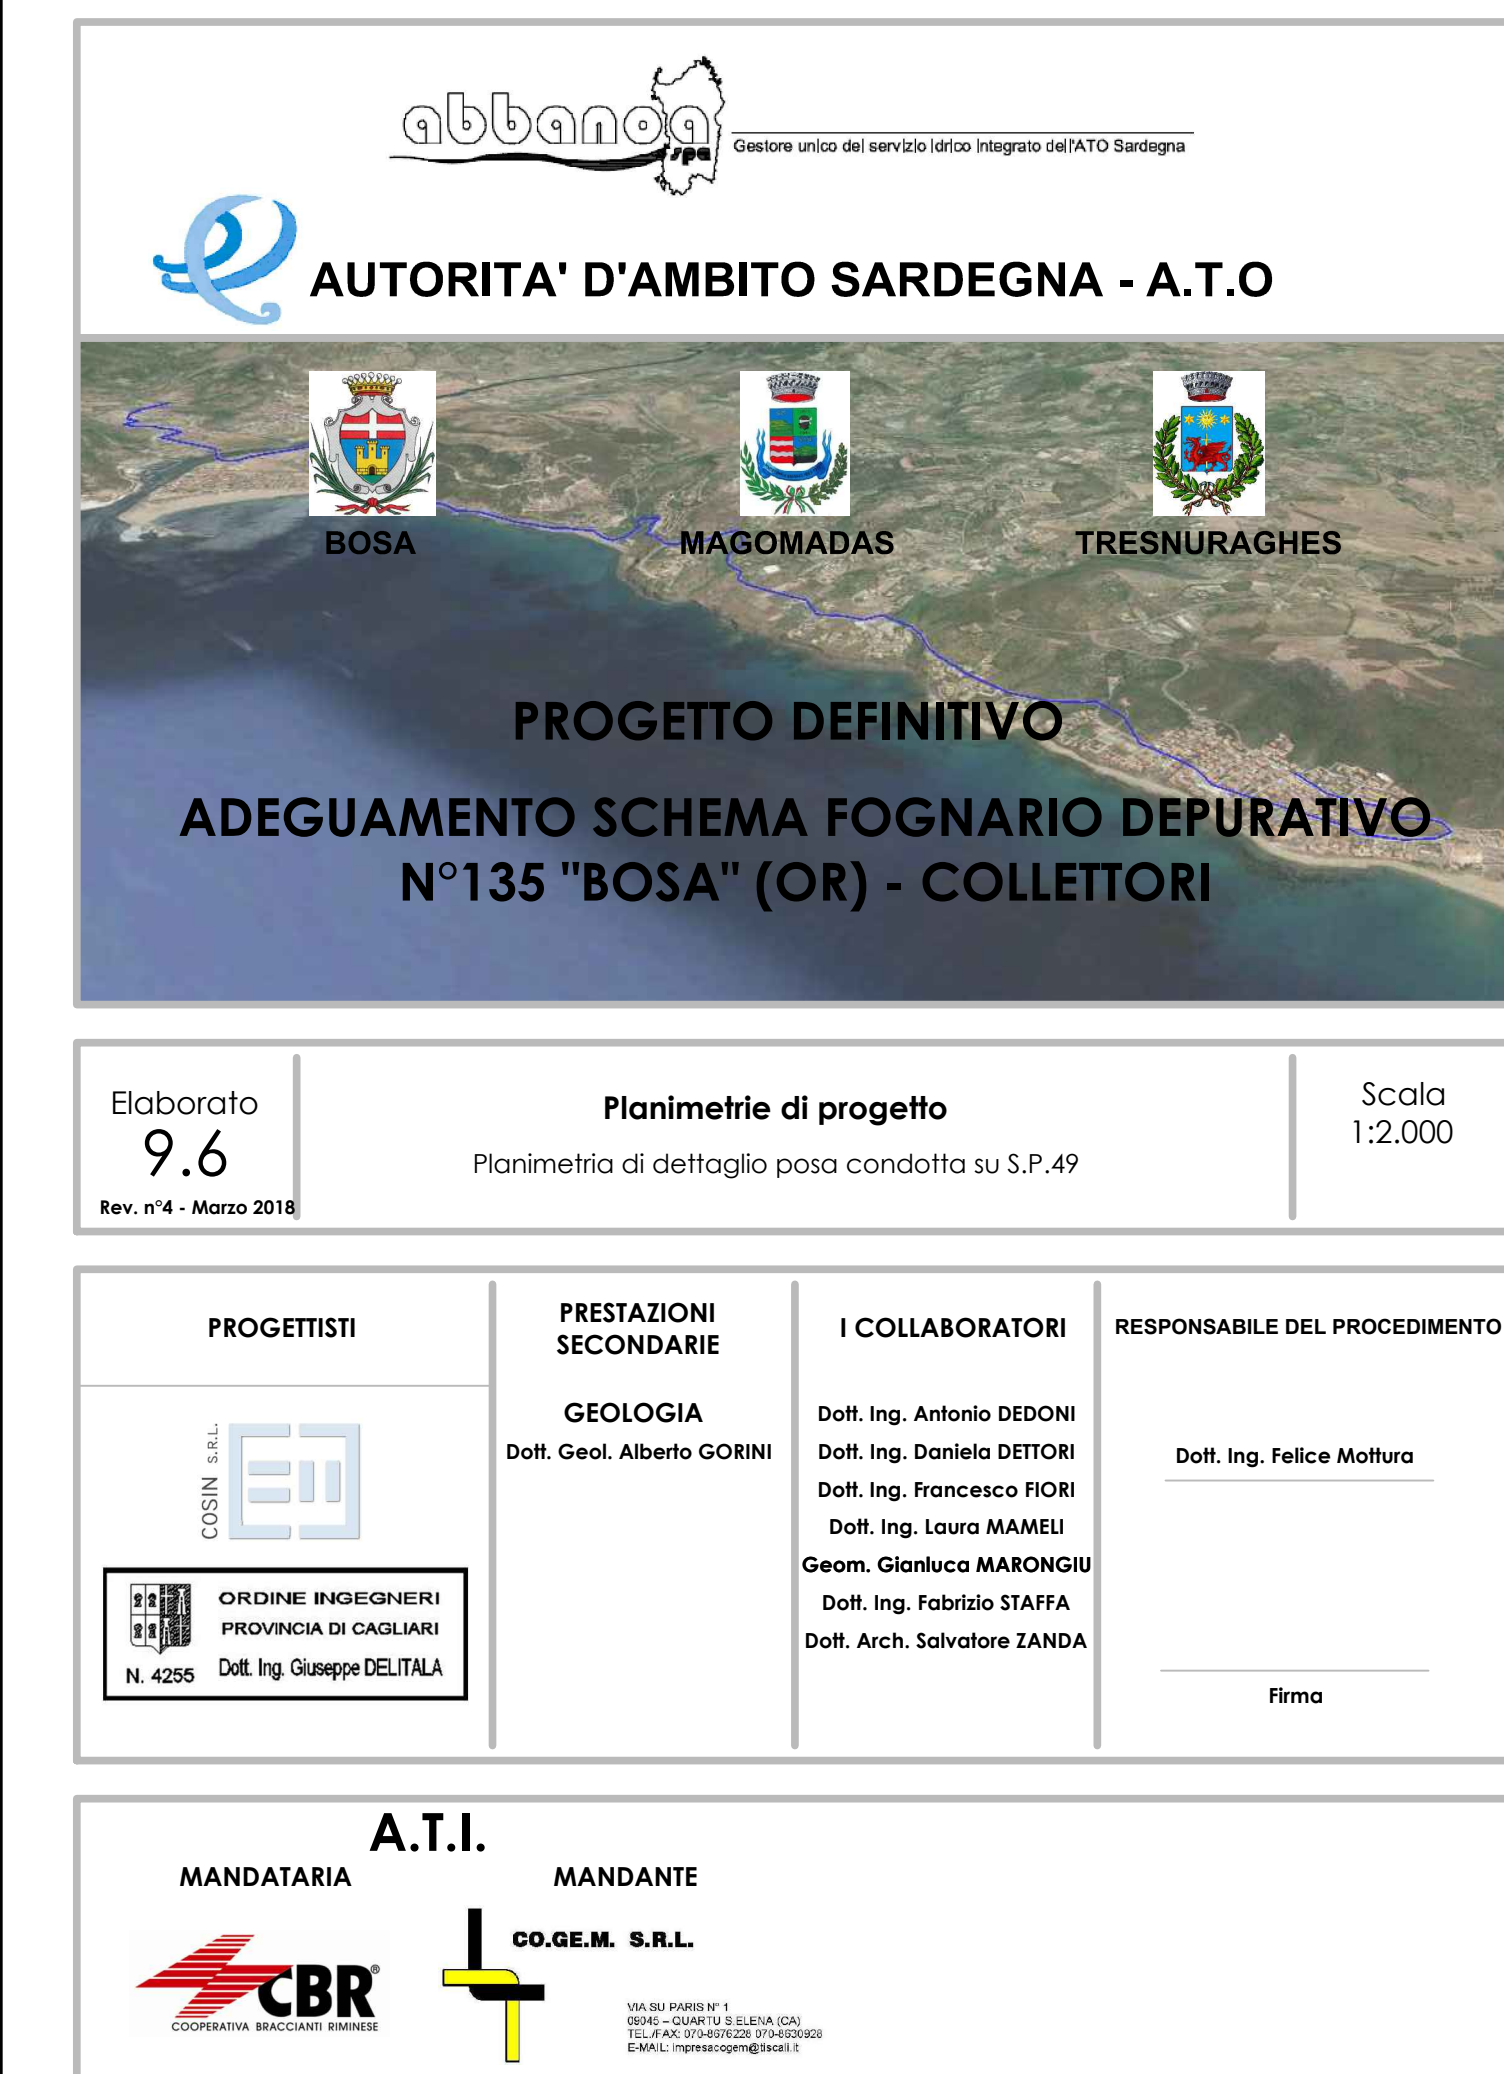 abbanoa
spa
Gestore unico del servizio idrico integrato dell'ATO Sardegna
AUTORITA' D'AMBITO SARDEGNA - A.T.O
BOSA
MAGOMADAS
TRESNURAGHES
PROGETTO DEFINITIVO
ADEGUAMENTO SCHEMA FOGNARIO DEPURATIVO
N°135 "BOSA" (OR) - COLLETTORI
Elaborato
9.6
Rev. n°4 - Marzo 2018
Planimetrie di progetto
Planimetria di dettaglio posa condotta su S.P.49
Scala
1:2.000
PROGETTISTI
COSIN S.R.L.
ORDINE INGEGNERI
PROVINCIA DI CAGLIARI
N. 4255
Dott. Ing. Giuseppe DELITALA
PRESTAZIONI
SECONDARIE
GEOLOGIA
Dott. Geol. Alberto GORINI
I COLLABORATORI
Dott. Ing. Antonio DEDONI
Dott. Ing. Daniela DETTORI
Dott. Ing. Francesco FIORI
Dott. Ing. Laura MAMELI
Geom. Gianluca MARONGIU
Dott. Ing. Fabrizio STAFFA
Dott. Arch. Salvatore ZANDA
RESPONSABILE DEL PROCEDIMENTO
Dott. Ing. Felice Mottura
Firma
A.T.I.
MANDATARIA
CBR®
COOPERATIVA BRACCIANTI RIMINESE
MANDANTE
CO.GE.M. S.R.L.
VIA SU PARIS N° 1
09045 – QUARTU S.ELENA (CA)
TEL./FAX: 070-8676228 070-8630928
E-MAIL: impresacogem@tiscali.it